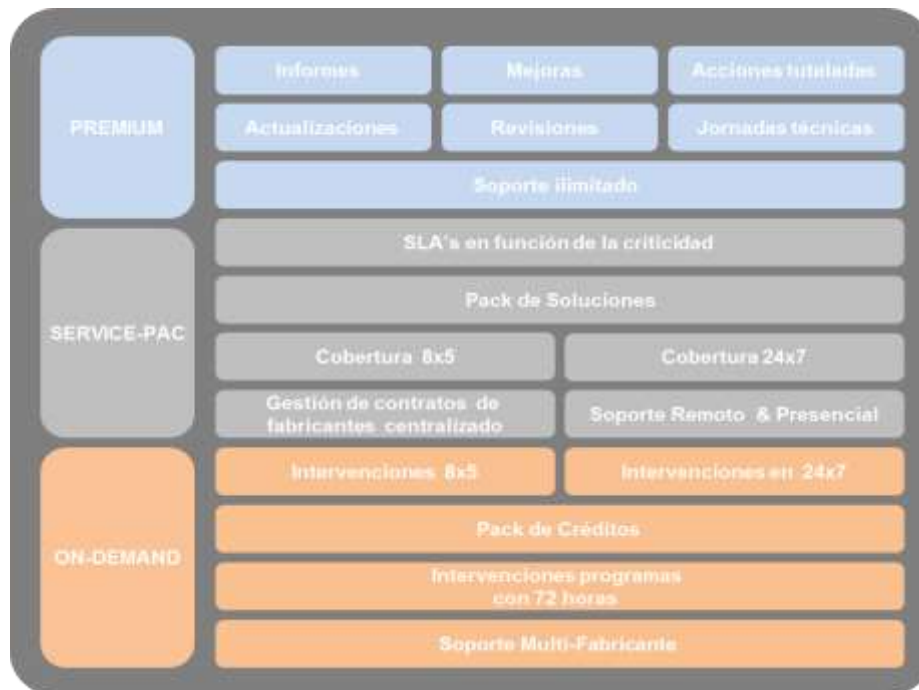 PREMIUM
Informes
Mejoras
Acciones tuteladas
Actualizaciones
Revisiones
Jornadas técnicas
Soporte ilimitado
SERVICE-PAC
SLA's en función de la criticidad
Pack de Soluciones
Cobertura 8x5
Cobertura 24x7
Gestión de contratos de
fabricantes centralizado
Soporte Remoto & Presencial
ON-DEMAND
Intervenciones 8x5
Intervenciones en 24x7
Pack de Créditos
Intervenciones programas
con 72 horas
Soporte Multi-Fabricante